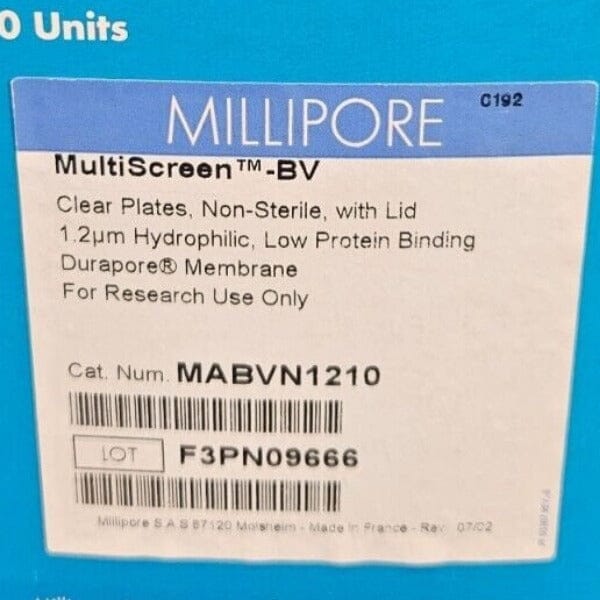 0 Units
MILLIPORE
C192
MultiScreen™-BV
Clear Plates, Non-Sterile, with Lid
1.2µm Hydrophilic, Low Protein Binding
Durapore® Membrane
For Research Use Only
Cat. Num. MABVN1210
LOT F3PN09666
Millipore S.A.S 67120 Molsheim - Made in France - Rev. 07/02